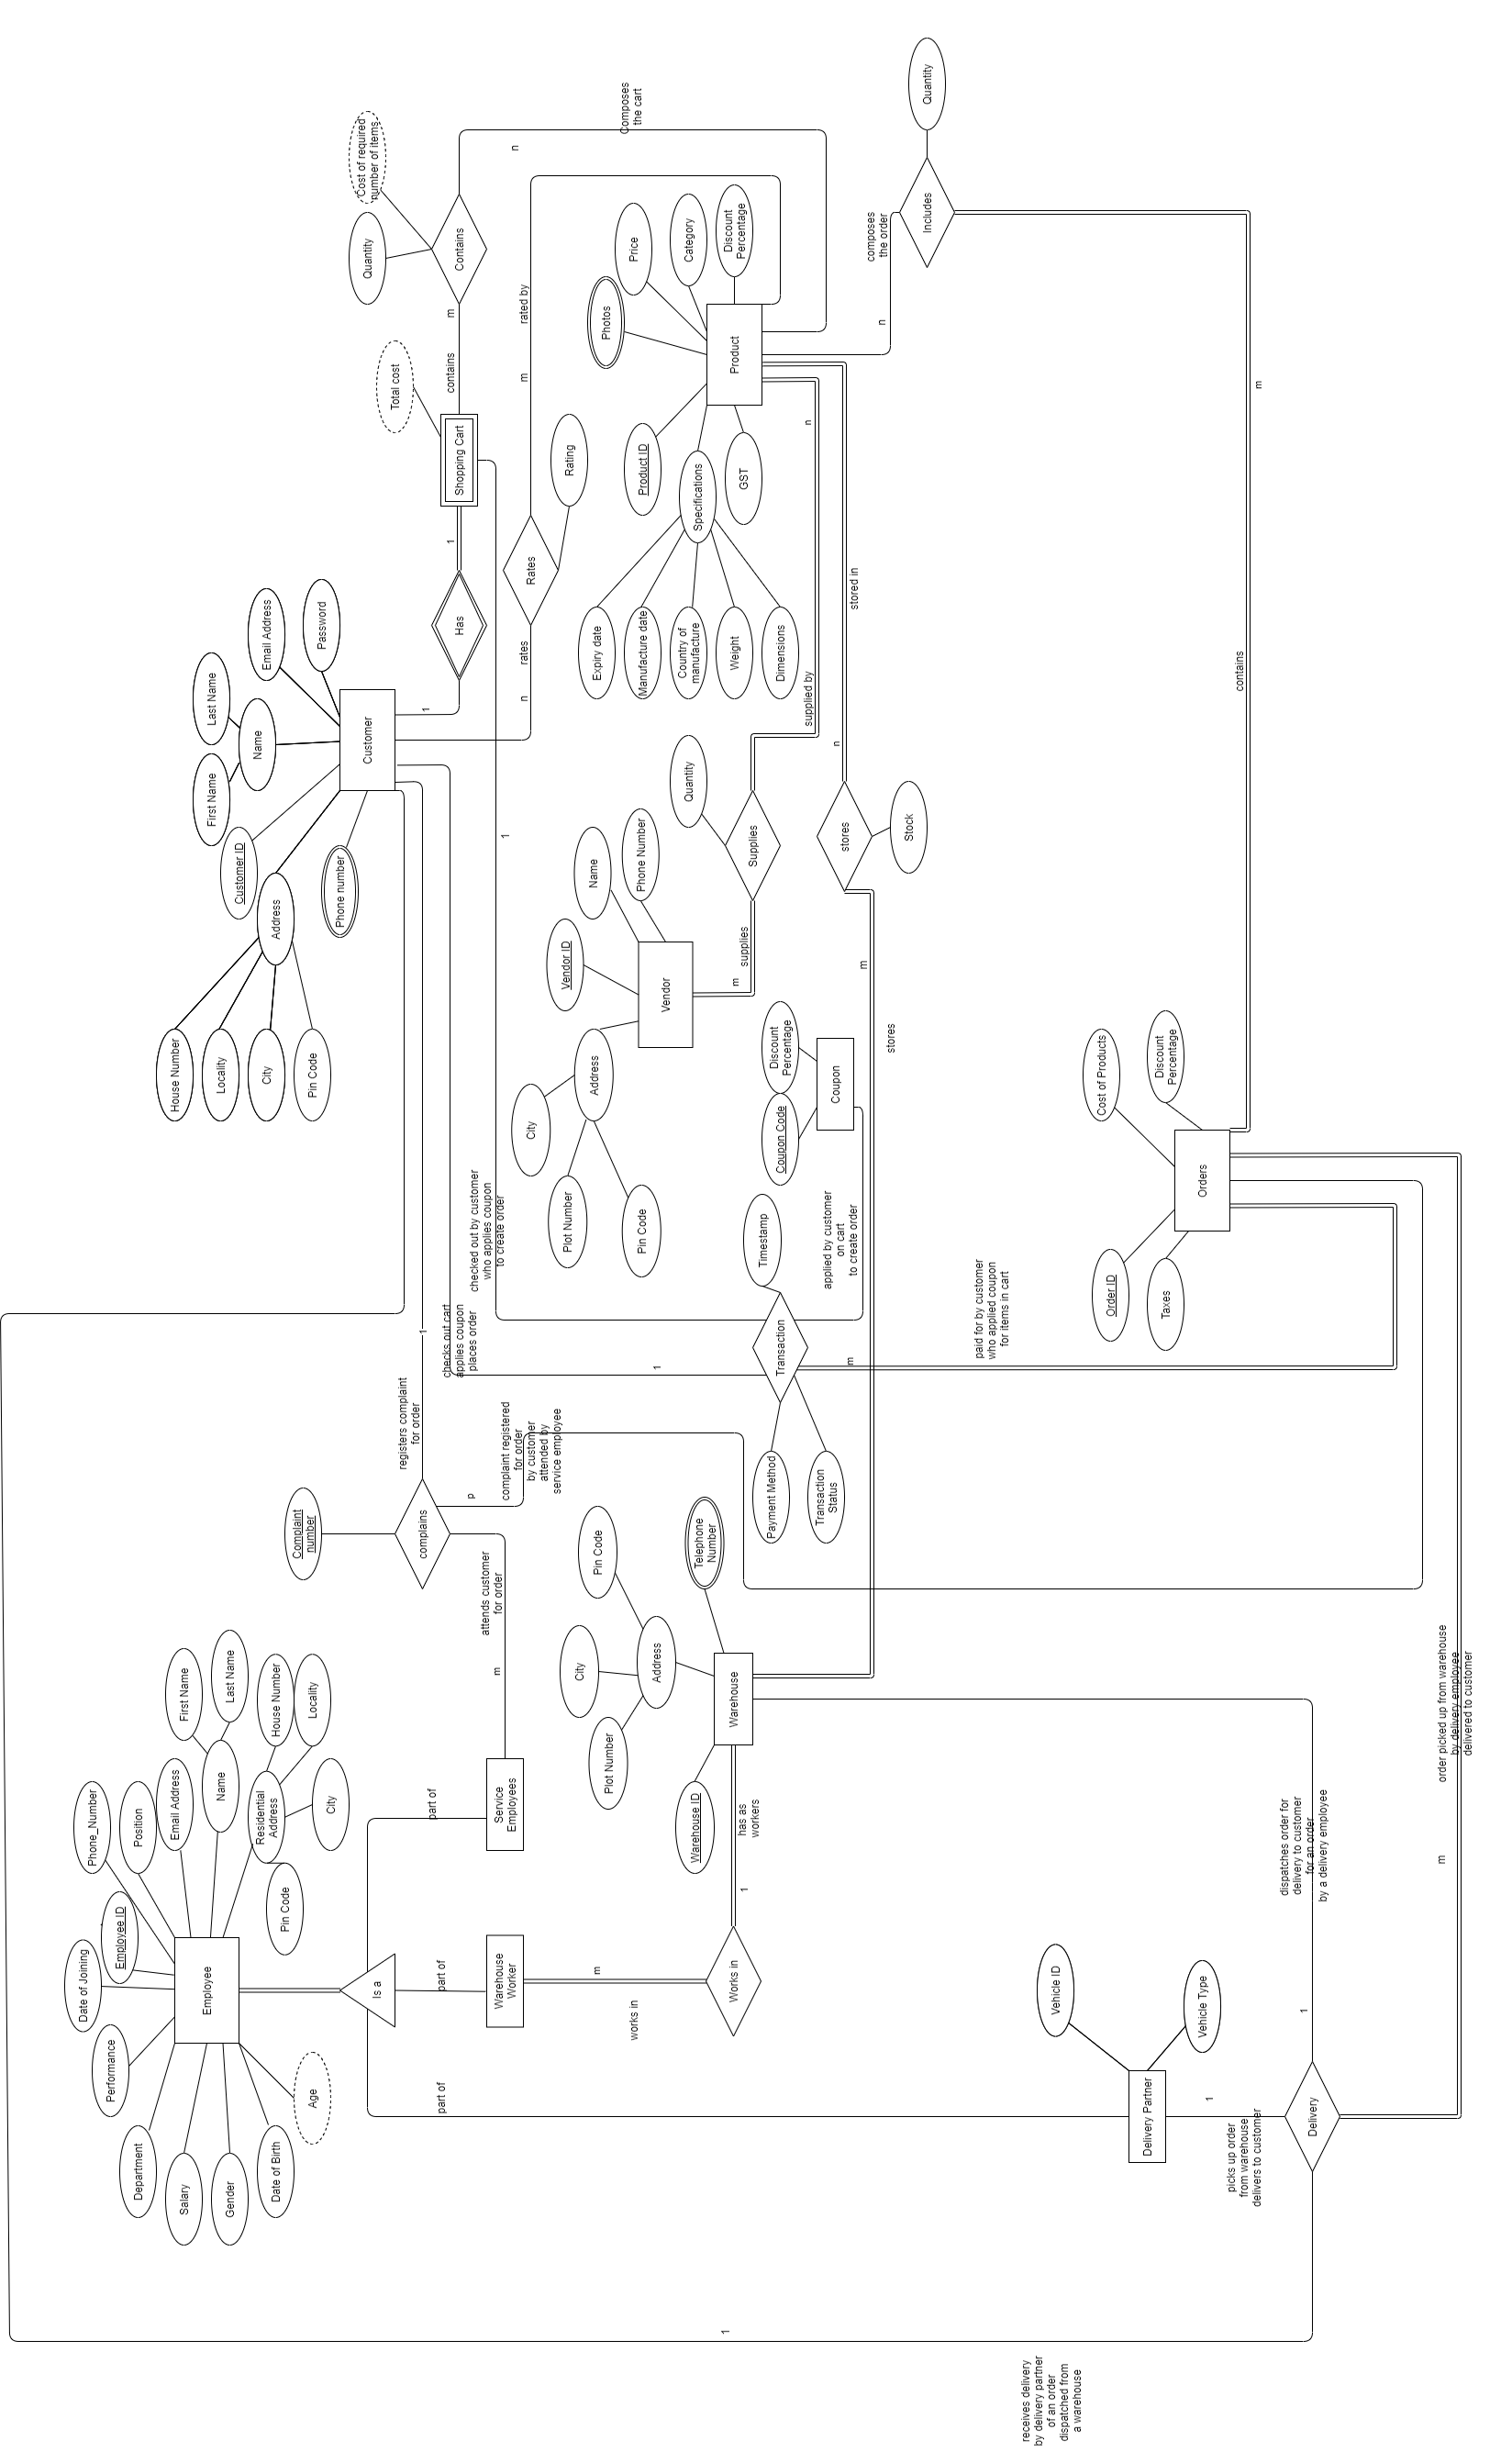 Performance
Date of Joining
Employee ID
Phone_Number
Position
Email Address
Name
First Name
Last Name
Department
Salary
Gender
Date of Birth
Age
Employee
Residential
Address
House Number
Locality
City
Pin Code
Is a
part of
part of
part of
Warehouse
Worker
Service
Employees
Complaint
number
complains
registers complaint
for order
1
attends customer
for order
m
p
complaint registered
for order
by customer
attended by
service employee
House Number
Locality
City
Pin Code
Address
Customer ID
Phone number
First Name
Last Name
Name
Email Address
Password
Customer
1
Has
1
Shopping Cart
Total cost
contains
m
Contains
Quantity
Cost of required
number of items
n
Composes
the cart
checks out cart
applies coupon
places order
checked out by customer
who applies coupon
to create order
1
1
n
rates
Rates
Rating
m
rated by
Photos
Price
Category
Discount
Percentage
Product ID
Product
Specifications
GST
Expiry date
Manufacture date
Country of
manufacture
Weight
Dimensions
City
Plot Number
Pin Code
Address
Vendor ID
Name
Phone Number
Vendor
m
supplies
Supplies
Quantity
supplied by
n
stores
Stock
n
stored in
m
stores
Coupon Code
Discount
Percentage
Coupon
applied by customer
on cart
to create order
Timestamp
Transaction
Payment Method
Transaction
Status
m
paid for by customer
who applied coupon
for items in cart
Plot Number
City
Pin Code
Address
Telephone
Number
Warehouse ID
Warehouse
has as
workers
1
Works in
m
works in
composes
the order
n
Includes
Quantity
m
contains
Cost of Products
Discount
Percentage
Order ID
Taxes
Orders
Vehicle ID
Vehicle Type
Delivery Partner
1
picks up order
from warehouse
delivers to customer
Delivery
1
dispatches order for
delivery to customer
for an order
by a delivery employee
m
order picked up from warehouse
by delivery employee
delivered to customer
1
receives delivery
by delivery partner
of an order
dispatched from
a warehouse